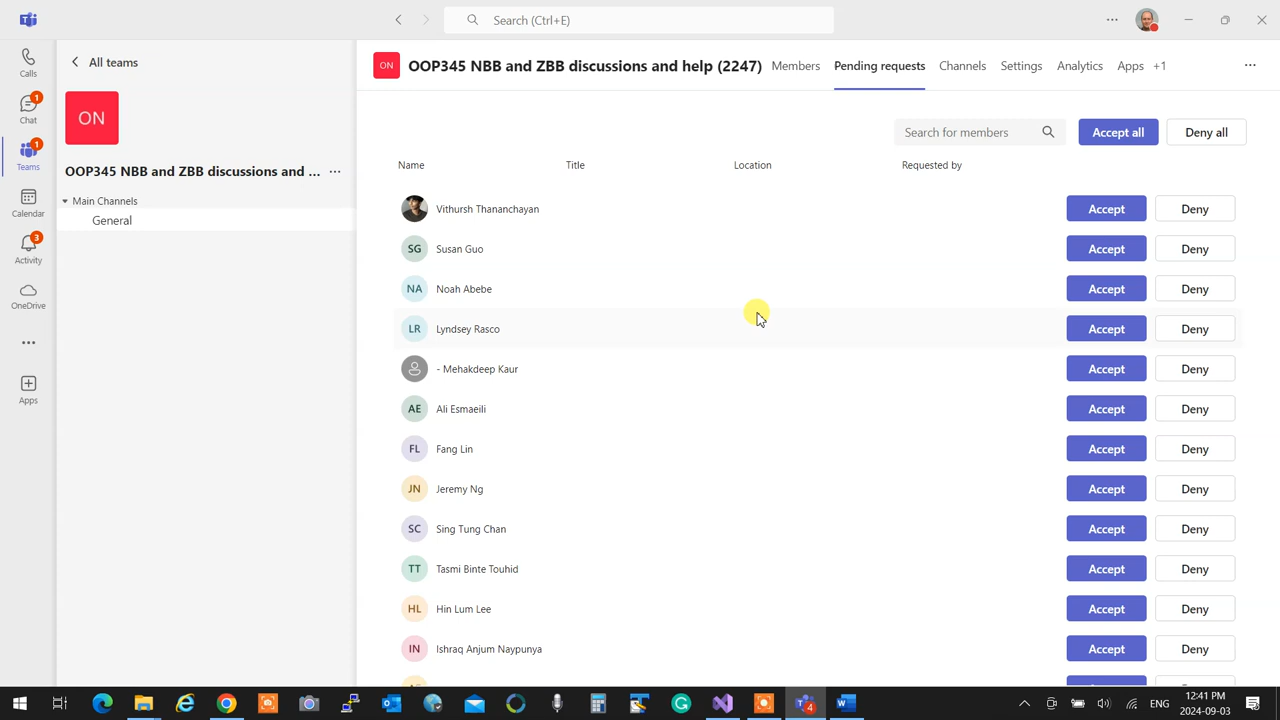 Search (Ctrl+E)
Calls
1
Chat
1
Teams
Calendar
3
Activity
OneDrive
Apps
All teams
ON
OOP345 NBB and ZBB discussions and ...
Main Channels
General
ON OOP345 NBB and ZBB discussions and help (2247) Members Pending requests Channels Settings Analytics Apps +1
Search for members Accept all Deny all
Name Title Location Requested by
Vithursh Thananchayan Accept Deny
SG Susan Guo Accept Deny
NA Noah Abebe Accept Deny
LR Lyndsey Rasco Accept Deny
- Mehakdeep Kaur Accept Deny
AE Ali Esmaeili Accept Deny
FL Fang Lin Accept Deny
JN Jeremy Ng Accept Deny
SC Sing Tung Chan Accept Deny
TT Tasmi Binte Touhid Accept Deny
HL Hin Lum Lee Accept Deny
IN Ishraq Anjum Naypunya Accept Deny
4
ENG
12:41 PM
2024-09-03